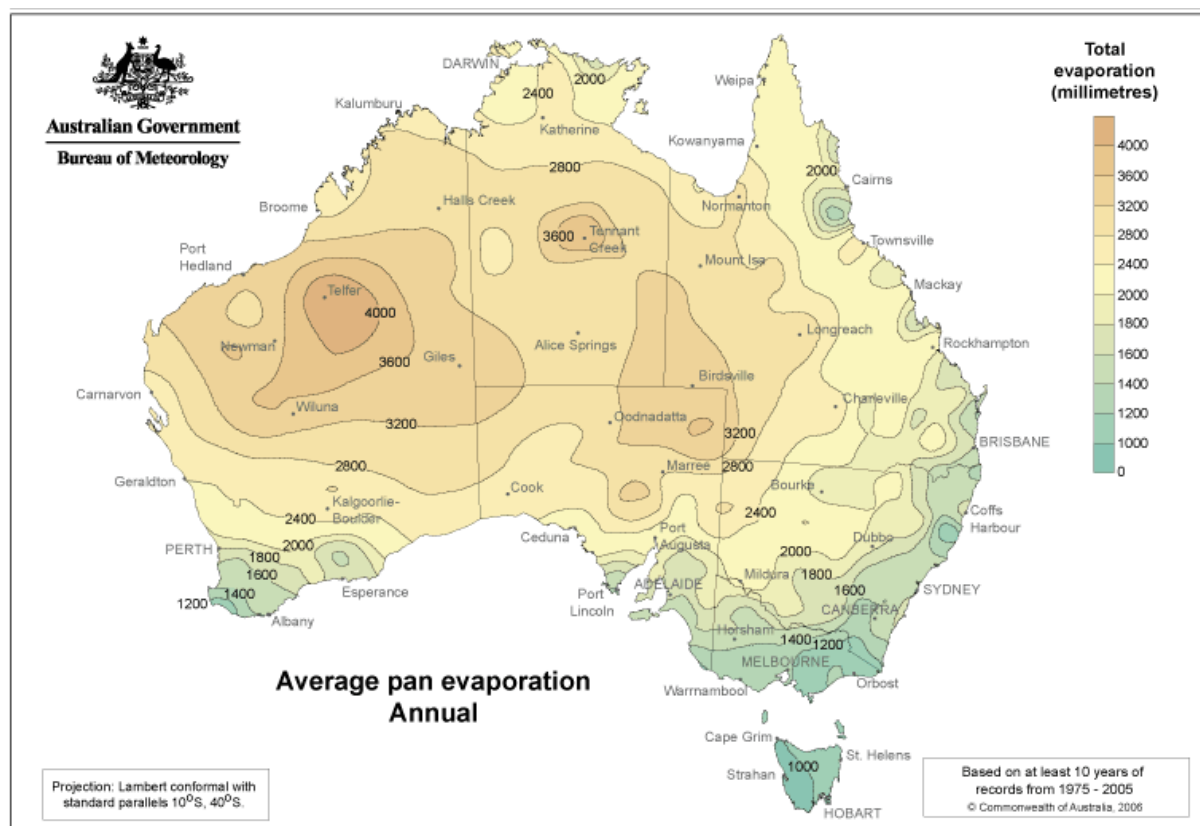 Australian Government
Bureau of Meteorology
Total
evaporation
(millimetres)
4000
3600
3200
2800
2400
2000
1800
1600
1400
1200
1000
0
DARWIN
2000
2400
Weipa
Kalumburu
Katherine
Kowanyama
2800
2000
Cairns
Halls Creek
Normanton
Broome
3600
Tennant
Creek
Townsville
Port
Hedland
Mount Isa
Telfer
Mackay
4000
Longreach
Newman
Alice Springs
Rockhampton
3600
Giles
Birdsville
Carnarvon
Charleville
Wiluna
Oodnadatta
3200
3200
BRISBANE
2800
Marree
2800
Geraldton
Cook
Bourke
Kalgoorlie-
Boulder
2400
2400
Coffs
Harbour
Ceduna
Port
Augusta
PERTH
2000
Dubbo
2000
1800
1600
Mildura
1800
ADELAIDE
1400
Esperance
1600
SYDNEY
1200
Port
Lincoln
CANBERRA
Albany
Horsham
1400
1200
MELBOURNE
Average pan evaporation
Annual
Warrnambool
Orbost
Cape Grim
St. Helens
1000
Strahan
HOBART
Projection: Lambert conformal with
standard parallels 10ºS, 40ºS.
Based on at least 10 years of
records from 1975 - 2005
© Commonwealth of Australia, 2006